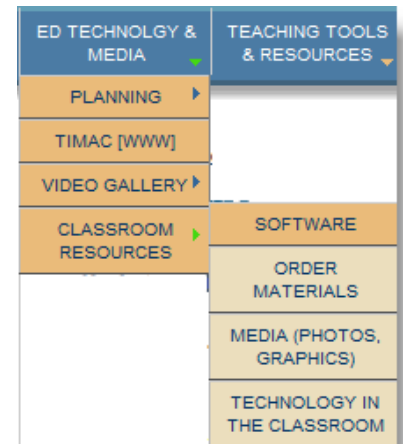 ED TECHNOLGY &
MEDIA
TEACHING TOOLS
& RESOURCES
PLANNING
TIMAC [WWW]
VIDEO GALLERY
CLASSROOM
RESOURCES
SOFTWARE
ORDER
MATERIALS
MEDIA (PHOTOS,
GRAPHICS)
TECHNOLOGY IN
THE CLASSROOM